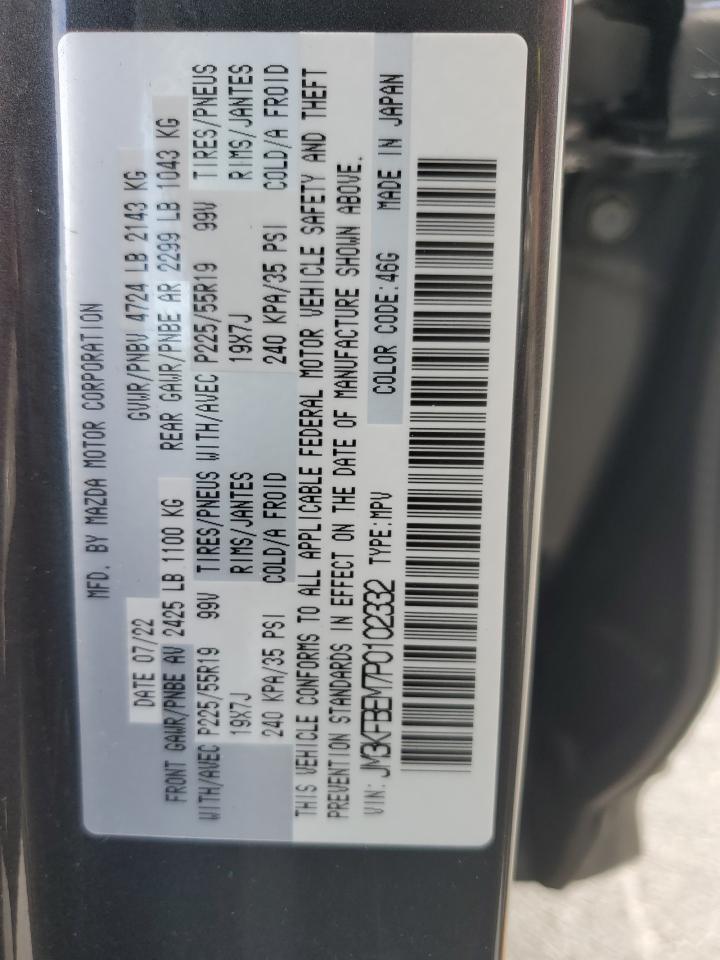 MFD. BY MAZDA MOTOR CORPORATION
DATE 07/22 GVWR/PNBV 4724 LB 2143 KG
FRONT GAWR/PNBE AV 2425 LB 1100 KG REAR GAWR/PNBE AR 2299 LB 1043 KG
WITH/AVEC P225/55R19 99V TIRES/PNEUS WITH/AVEC P225/55R19 99V TIRES/PNEUS
19X7J RIMS/JANTES 19X7J RIMS/JANTES
240 KPA/35 PSI COLD/A FROID 240 KPA/35 PSI COLD/A FROID
THIS VEHICLE CONFORMS TO ALL APPLICABLE FEDERAL MOTOR VEHICLE SAFETY AND THEFT
PREVENTION STANDARDS IN EFFECT ON THE DATE OF MANUFACTURE SHOWN ABOVE.
VIN: JM3KFBEM7P0102332 TYPE:MPV COLOR CODE:46G MADE IN JAPAN